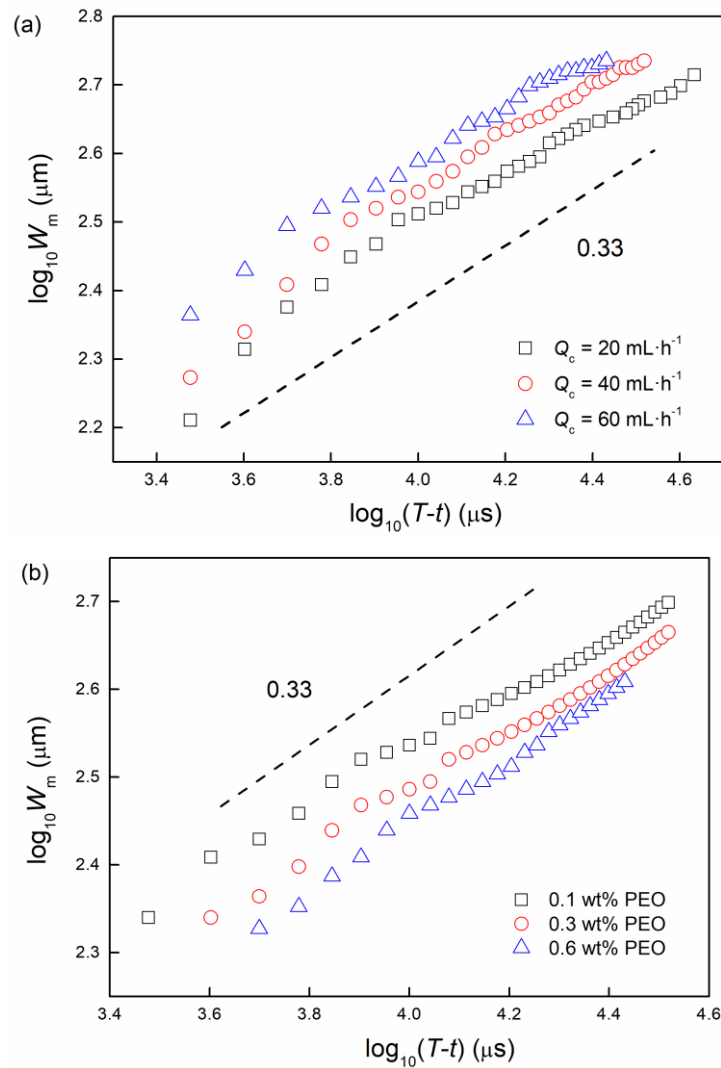 (a)
2.8
2.7
2.6
2.5
2.4
2.3
2.2
log₁₀Wₘ (μm)
0.33
Q_c = 20 mL·h⁻¹
Q_c = 40 mL·h⁻¹
Q_c = 60 mL·h⁻¹
3.4 3.6 3.8 4.0 4.2 4.4 4.6
log₁₀(T-t) (μs)
(b)
2.7
2.6
2.5
2.4
2.3
log₁₀Wₘ (μm)
0.33
0.1 wt% PEO
0.3 wt% PEO
0.6 wt% PEO
3.4 3.6 3.8 4.0 4.2 4.4 4.6
log₁₀(T-t) (μs)